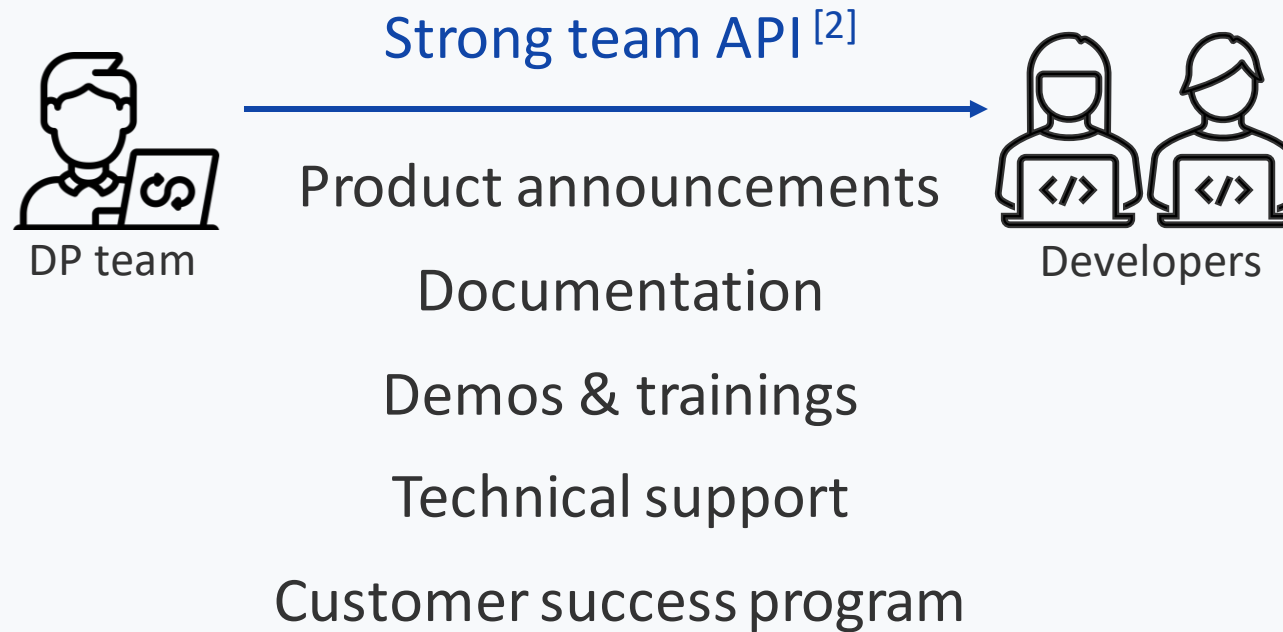 Strong team API [2]
DP team
Developers
Product announcements
Documentation
Demos & trainings
Technical support
Customer success program